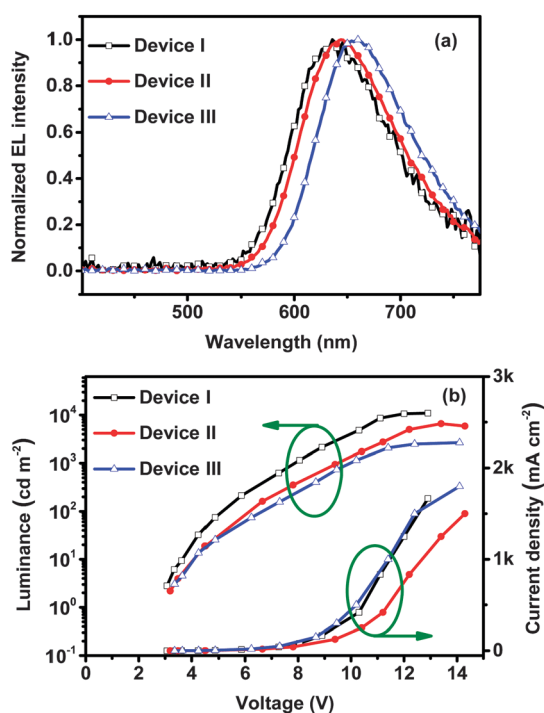 (a)
Device I
Device II
Device III
Normalized EL intensity
1.0
0.8
0.6
0.4
0.2
0.0
500 600 700
Wavelength (nm)
(b)
Device I
Device II
Device III
Luminance (cd m⁻²)
10⁴
10³
10²
10¹
10⁰
10⁻¹
Current density (mA cm⁻²)
3k
2k
1k
0
0 2 4 6 8 10 12 14
Voltage (V)